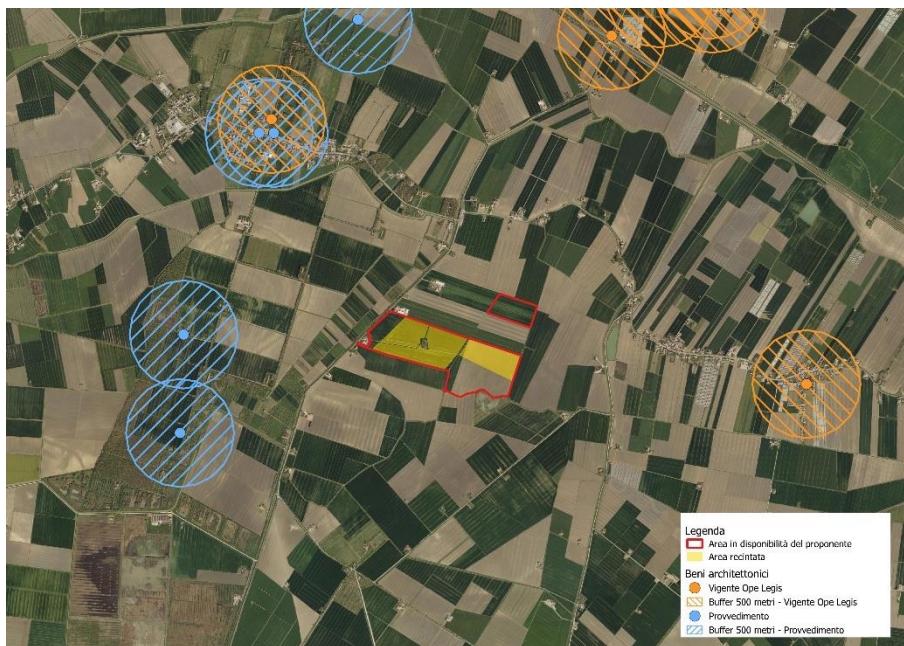 Legenda
Area in disponibilità del proponente
Area recintata
Beni architettonici
Vigente Ope Legis
Buffer 500 metri - Vigente Ope Legis
Provvedimento
Buffer 500 metri - Provvedimento